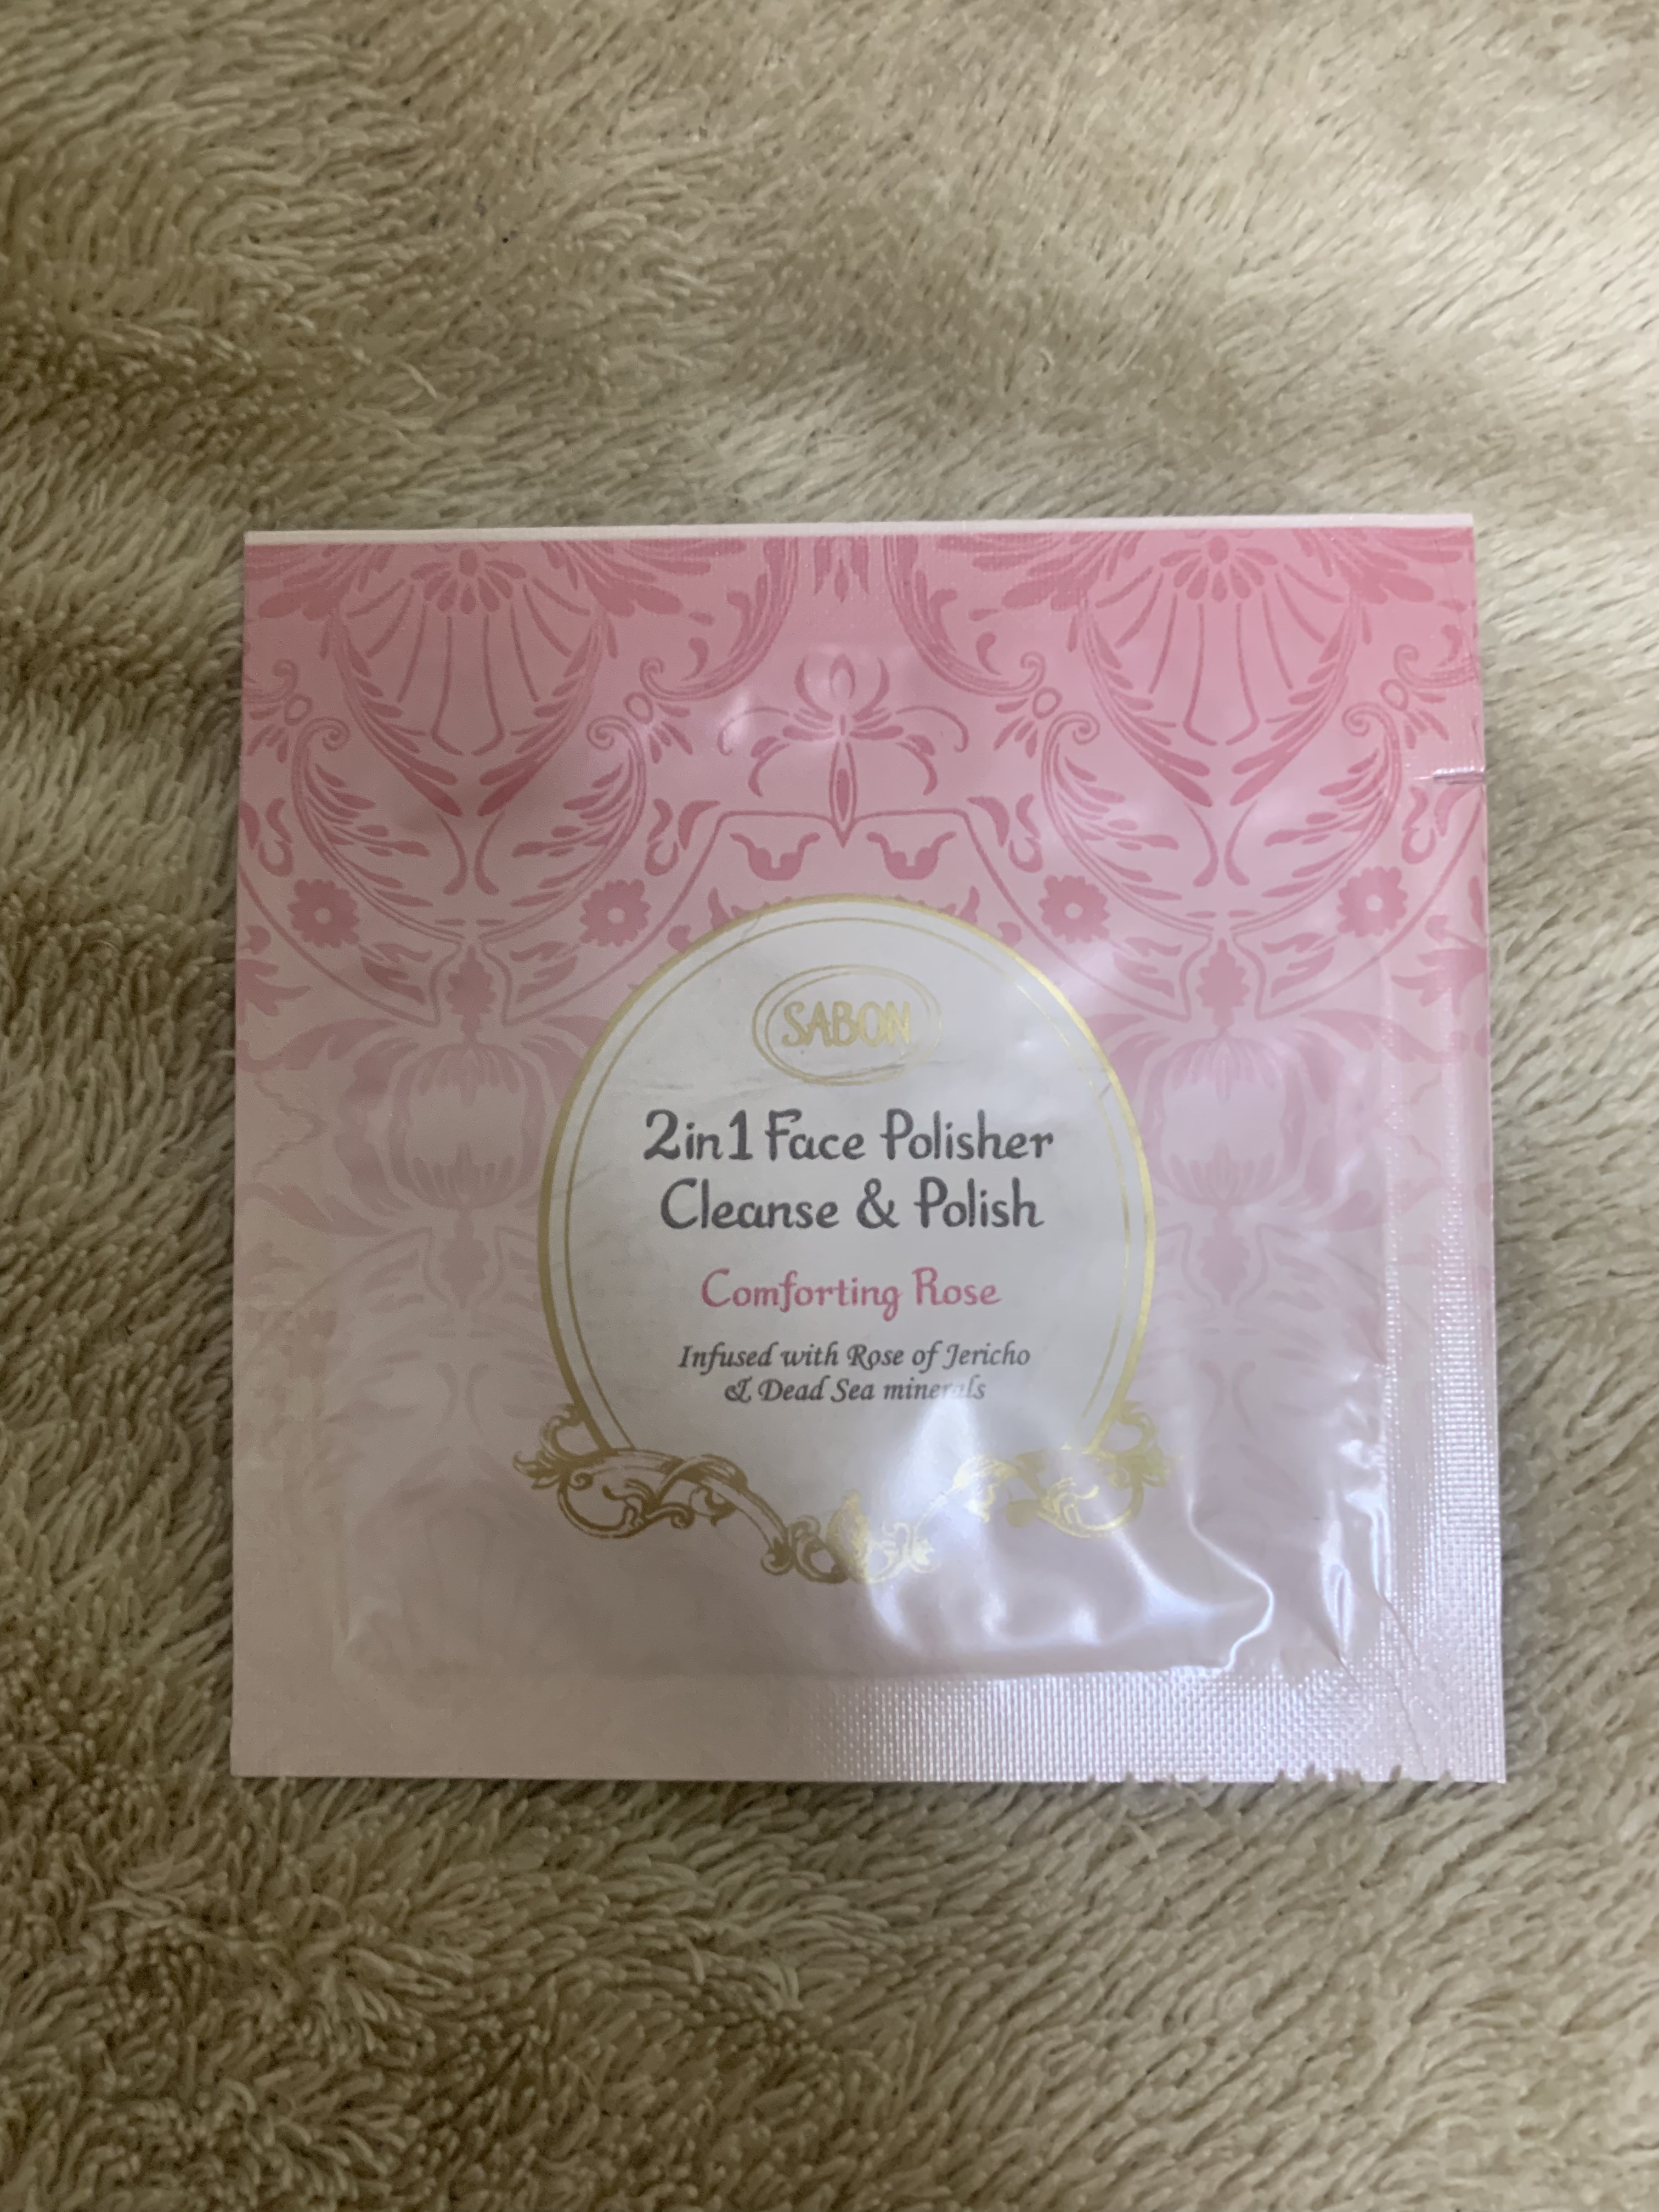 SABON
2in1 Face Polisher
Cleanse & Polish
Comforting Rose
Infused with Rose of Jericho
& Dead Sea minerals